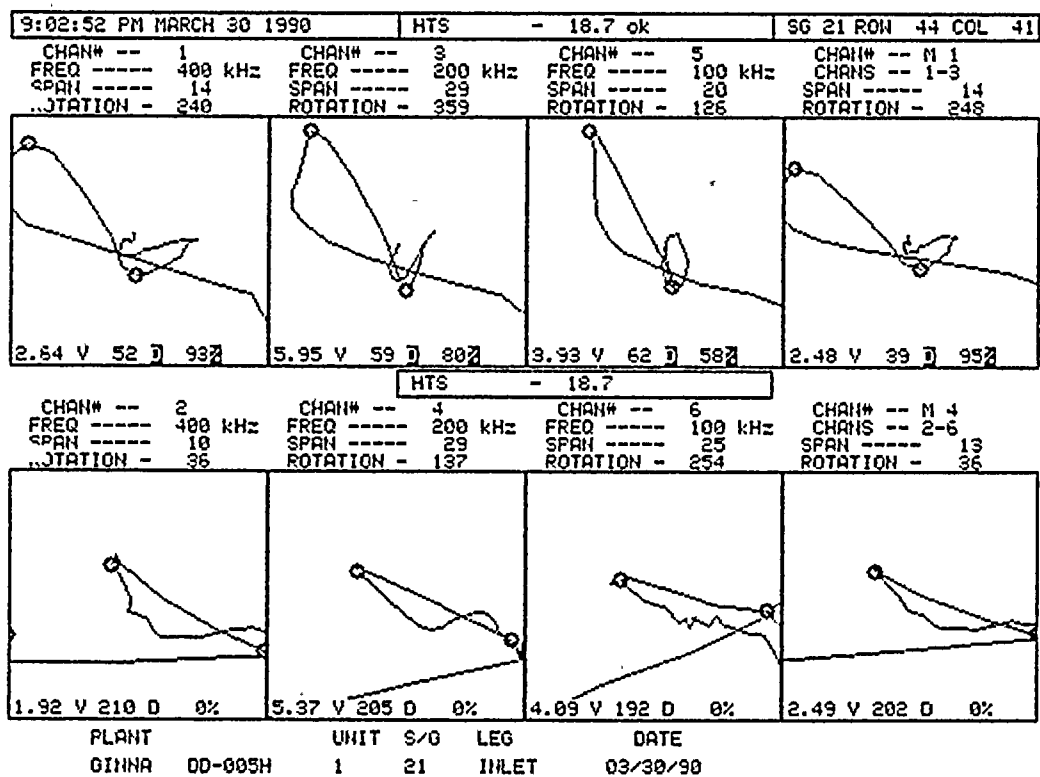 9:02:52 PM MARCH 30 1990 HTS - 18.7 ok SG 21 ROW 44 COL 41
CHAN# -- 1 CHAN# -- 3 CHAN# -- 5 CHAN# -- M 1
FREQ ----- 400 kHz FREQ ----- 200 kHz FREQ ----- 100 kHz CHANS -- 1-3
SPAN ----- 14 SPAN ----- 29 SPAN ----- 20 SPAN ----- 14
ROTATION - 240 ROTATION - 359 ROTATION - 126 ROTATION - 248
2.64 V 52 D 93% 5.95 V 59 D 80% 3.93 V 62 D 58% 2.48 V 39 D 95%
HTS - 18.7
CHAN# -- 2 CHAN# -- 4 CHAN# -- 6 CHAN# -- M 4
FREQ ----- 400 kHz FREQ ----- 200 kHz FREQ ----- 100 kHz CHANS -- 2-6
SPAN ----- 10 SPAN ----- 29 SPAN ----- 25 SPAN ----- 13
ROTATION - 36 ROTATION - 137 ROTATION - 254 ROTATION - 36
1.92 V 210 D 0% 5.37 V 205 D 0% 4.09 V 192 D 0% 2.49 V 202 D 0%
PLANT UNIT S/G LEG DATE
GINNA DD-005H 1 21 INLET 03/30/90